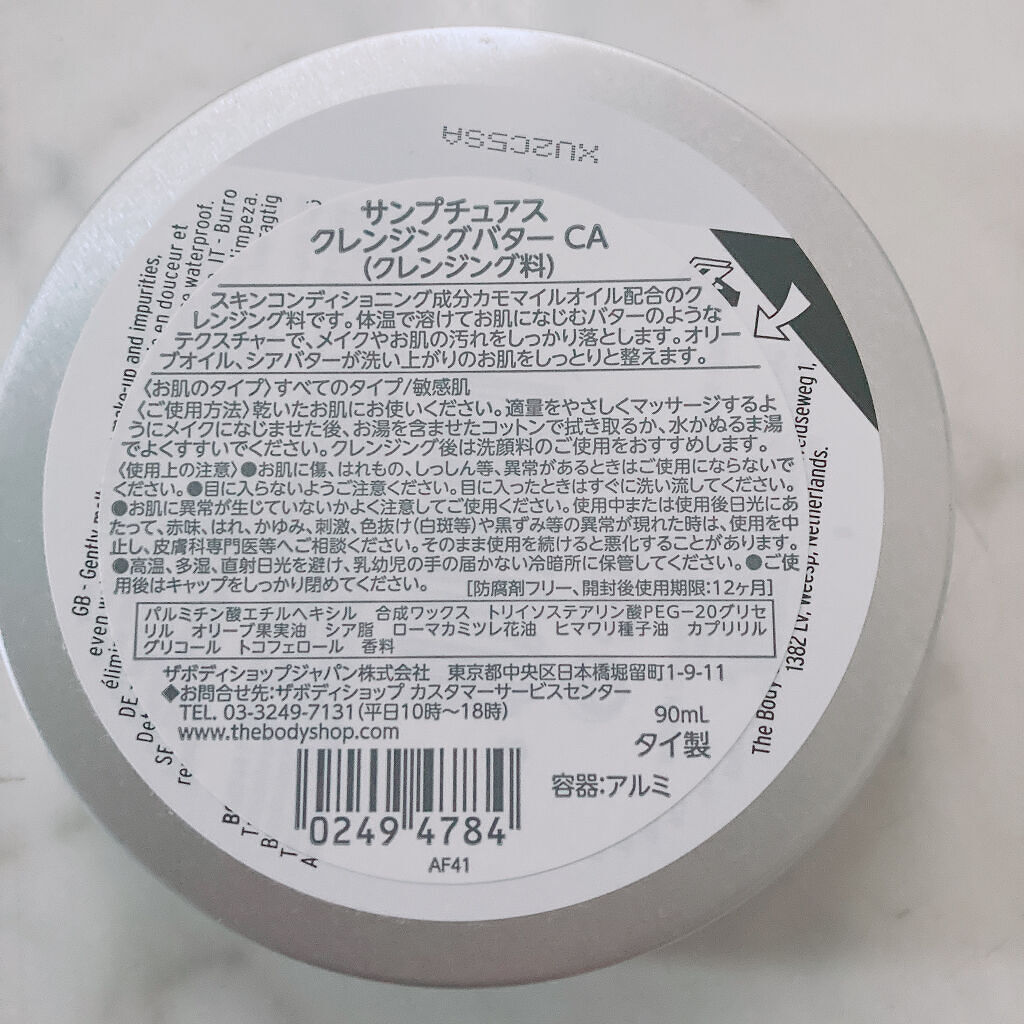 XU2C5SA
サンプチュアス
クレンジングバター CA
(クレンジング料)
スキンコンディショニング成分カモマイルオイル配合のク
レンジング料です。体温で溶けてお肌になじむバターのような
テクスチャーで、メイクやお肌の汚れをしっかり落とします。オリー
ブオイル、シアバターが洗い上がりのお肌をしっとりと整えます。
〈お肌のタイプ〉すべてのタイプ/敏感肌
〈ご使用方法〉乾いたお肌にお使いください。適量をやさしくマッサージするよ
うにメイクになじませた後、お湯を含ませたコットンで拭き取るか、水かぬるま湯
でよくすすいでください。クレンジング後は洗顔料のご使用をおすすめします。
〈使用上の注意〉●お肌に傷、はれもの、しっしん等、異常があるときはご使用にならないで
ください。●目に入らないようご注意ください。目に入ったときはすぐに洗い流してください。
●お肌に異常が生じていないかよく注意してご使用ください。使用中または使用後日光にあ
たって、赤味、はれ、かゆみ、刺激、色抜け(白斑等)や黒ずみ等の異常が現れた時は、使用を中
止し、皮膚科専門医等へご相談ください。そのまま使用を続けると悪化することがあります。
●高温、多湿、直射日光を避け、乳幼児の手の届かない冷暗所に保管してください。●ご使
用後はキャップをしっかり閉めてください。 [防腐剤フリー、開封後使用期限:12ヶ月]
パルミチン酸エチルヘキシル 合成ワックス トリイソステアリン酸PEG-20グリセ
リル オリーブ果実油 シア脂 ローマカミツレ花油 ヒマワリ種子油 カプリリル
グリコール トコフェロール 香料
ザボディショップジャパン株式会社 東京都中央区日本橋堀留町1-9-11
◆お問合せ先:ザボディショップ カスタマーサービスセンター
TEL. 03-3249-7131(平日10時～18時)
www.thebodyshop.com
90mL
タイ製
容器:アルミ
0249 4784
AF41
GB - Gently make-up and impurities,
even waterproof.
en douceur et
IT - Burro
limpeza.
DE
The Body
1382 LV, Weesp, Netherlands.